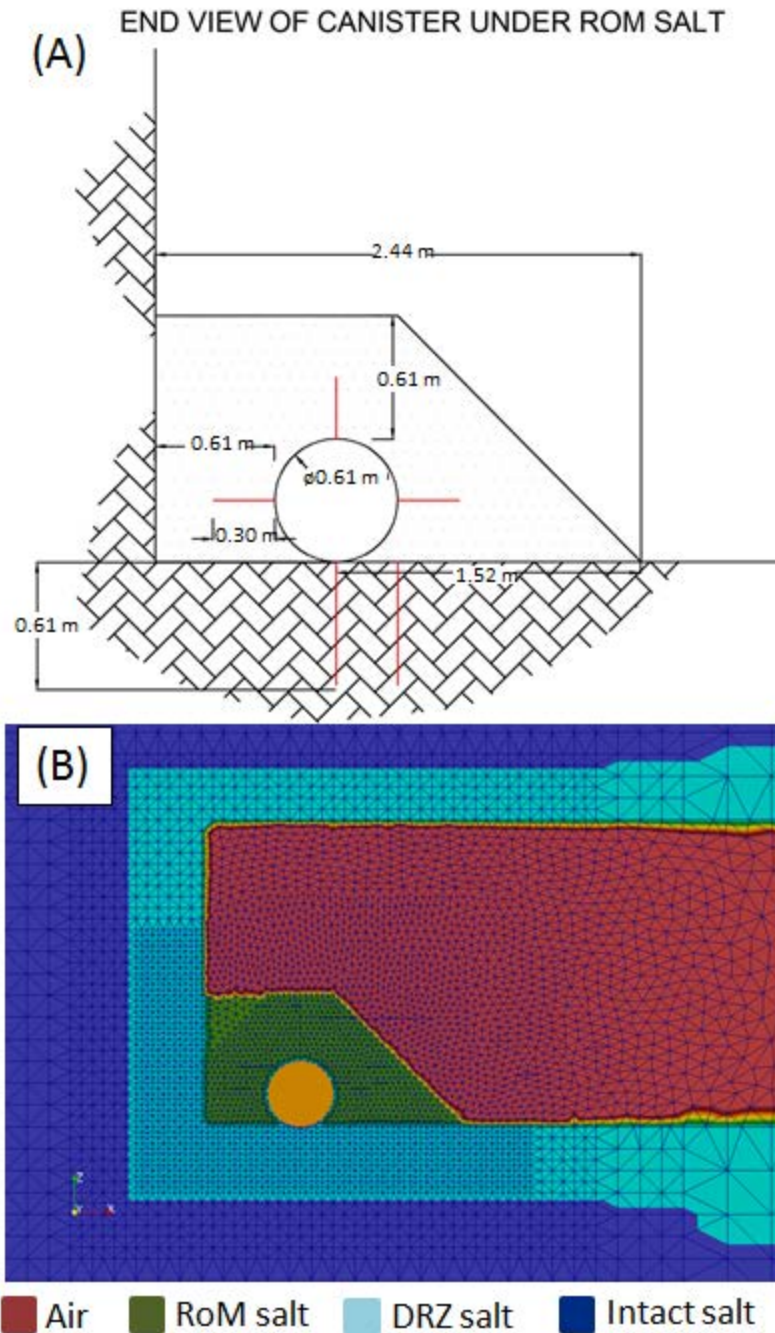 END VIEW OF CANISTER UNDER ROM SALT
(A)
2.44 m
0.61 m
0.61 m
ø0.61 m
0.30 m
1.52 m
0.61 m
(B)
Z
Y X
Air RoM salt DRZ salt Intact salt